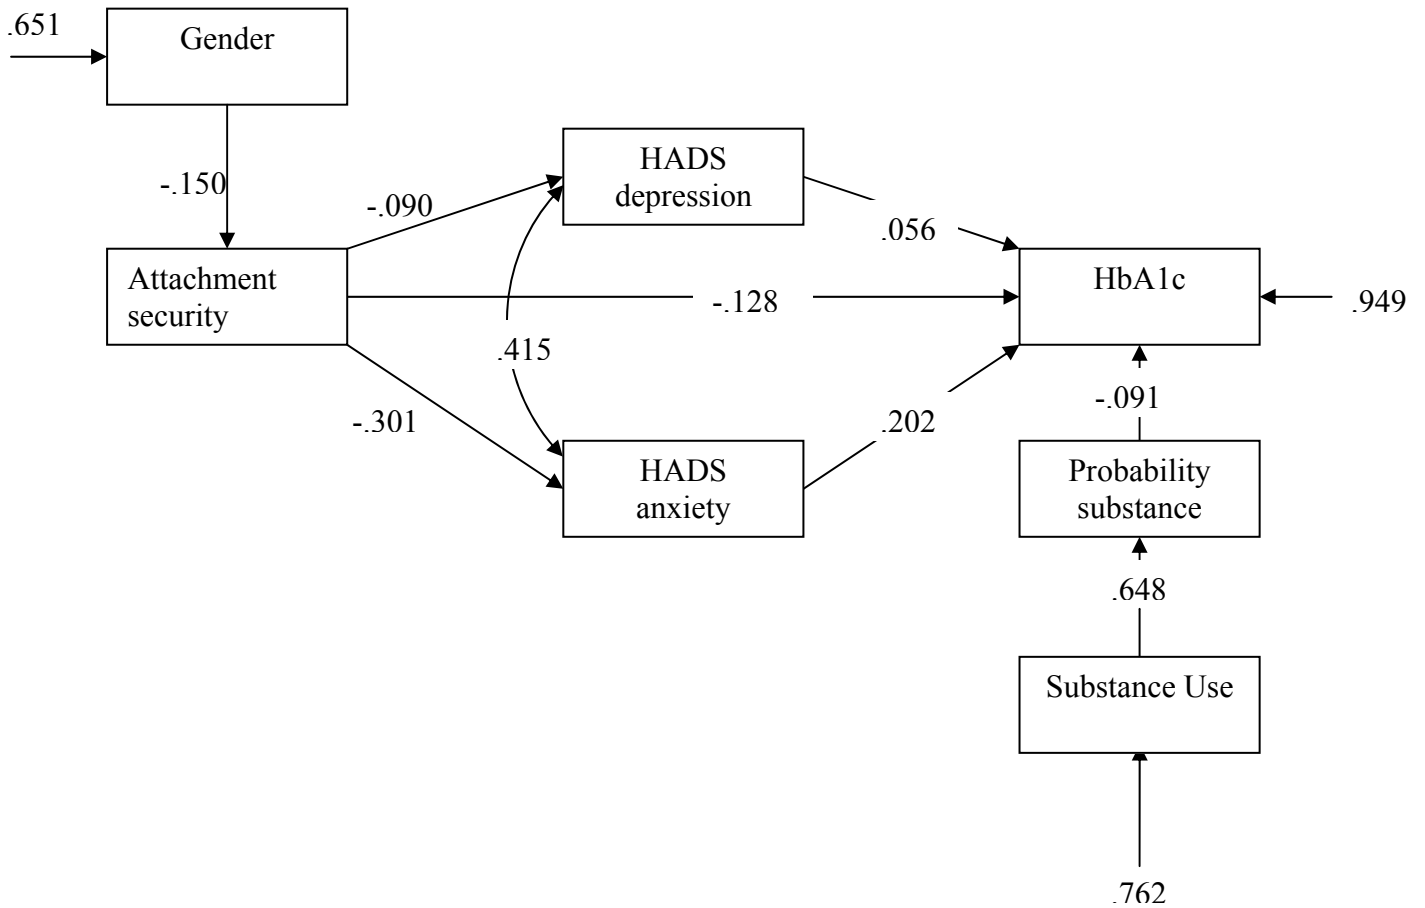 .651
Gender
-.150
HADS
depression
-.090
.056
Attachment
security
-.128
HbA1c
.949
.415
-.301
.202
-.091
HADS
anxiety
Probability
substance
.648
Substance Use
.762